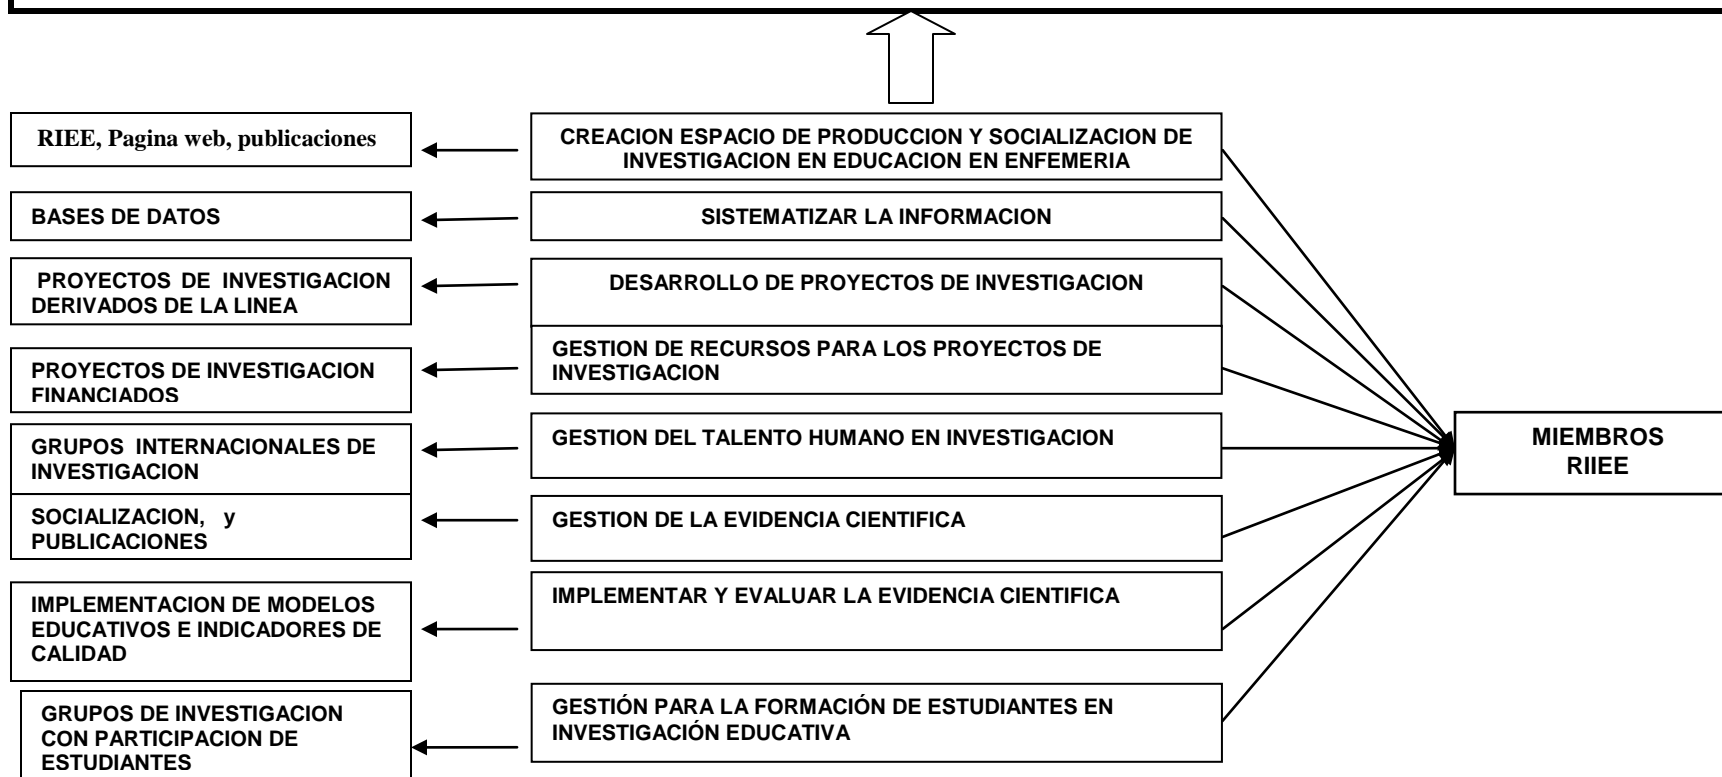 RIEE, Pagina web, publicaciones
CREACION ESPACIO DE PRODUCCION Y SOCIALIZACION DE
INVESTIGACION EN EDUCACION EN ENFEMERIA
BASES DE DATOS
SISTEMATIZAR LA INFORMACION
PROYECTOS DE INVESTIGACION
DERIVADOS DE LA LINEA
DESARROLLO DE PROYECTOS DE INVESTIGACION
PROYECTOS DE INVESTIGACION
FINANCIADOS
GESTION DE RECURSOS PARA LOS PROYECTOS DE
INVESTIGACION
GRUPOS INTERNACIONALES DE
INVESTIGACION
GESTION DEL TALENTO HUMANO EN INVESTIGACION
MIEMBROS
RIIEE
SOCIALIZACION, y
PUBLICACIONES
GESTION DE LA EVIDENCIA CIENTIFICA
IMPLEMENTACION DE MODELOS
EDUCATIVOS E INDICADORES DE
CALIDAD
IMPLEMENTAR Y EVALUAR LA EVIDENCIA CIENTIFICA
GRUPOS DE INVESTIGACION
CON PARTICIPACION DE
ESTUDIANTES
GESTIÓN PARA LA FORMACIÓN DE ESTUDIANTES EN
INVESTIGACIÓN EDUCATIVA